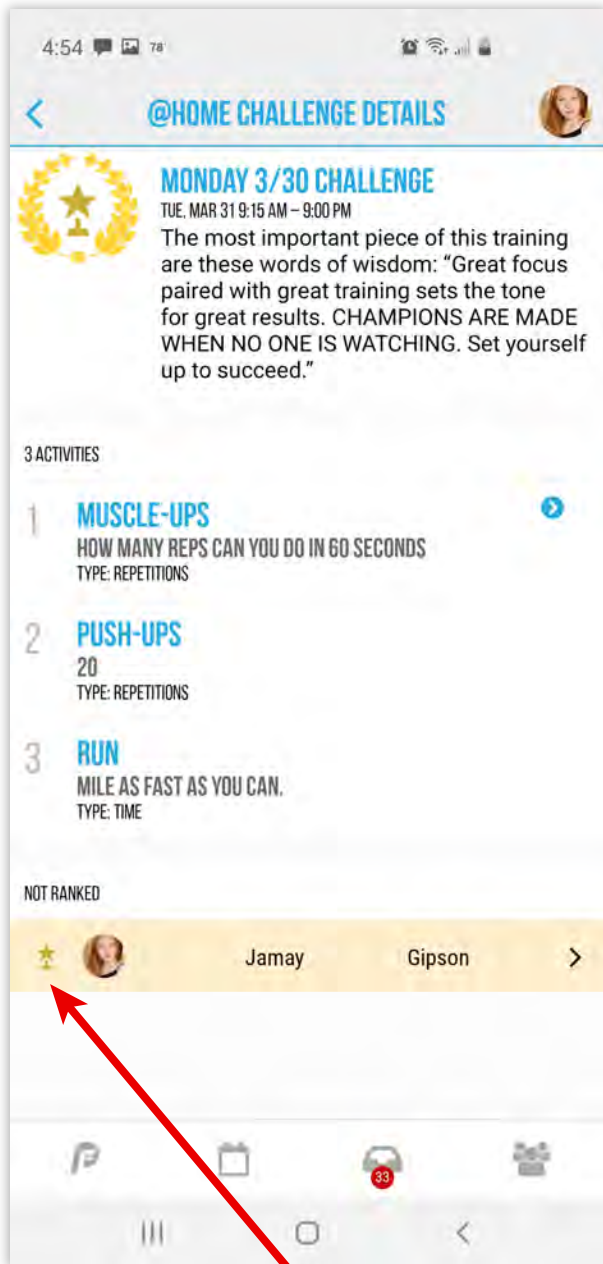 4:54 78
@HOME CHALLENGE DETAILS
MONDAY 3/30 CHALLENGE
TUE, MAR 31 9:15 AM – 9:00 PM
The most important piece of this training
are these words of wisdom: “Great focus
paired with great training sets the tone
for great results. CHAMPIONS ARE MADE
WHEN NO ONE IS WATCHING. Set yourself
up to succeed.”
3 ACTIVITIES
1 MUSCLE-UPS
HOW MANY REPS CAN YOU DO IN 60 SECONDS
TYPE: REPETITIONS
2 PUSH-UPS
20
TYPE: REPETITIONS
3 RUN
MILE AS FAST AS YOU CAN.
TYPE: TIME
NOT RANKED
Jamay Gipson
33